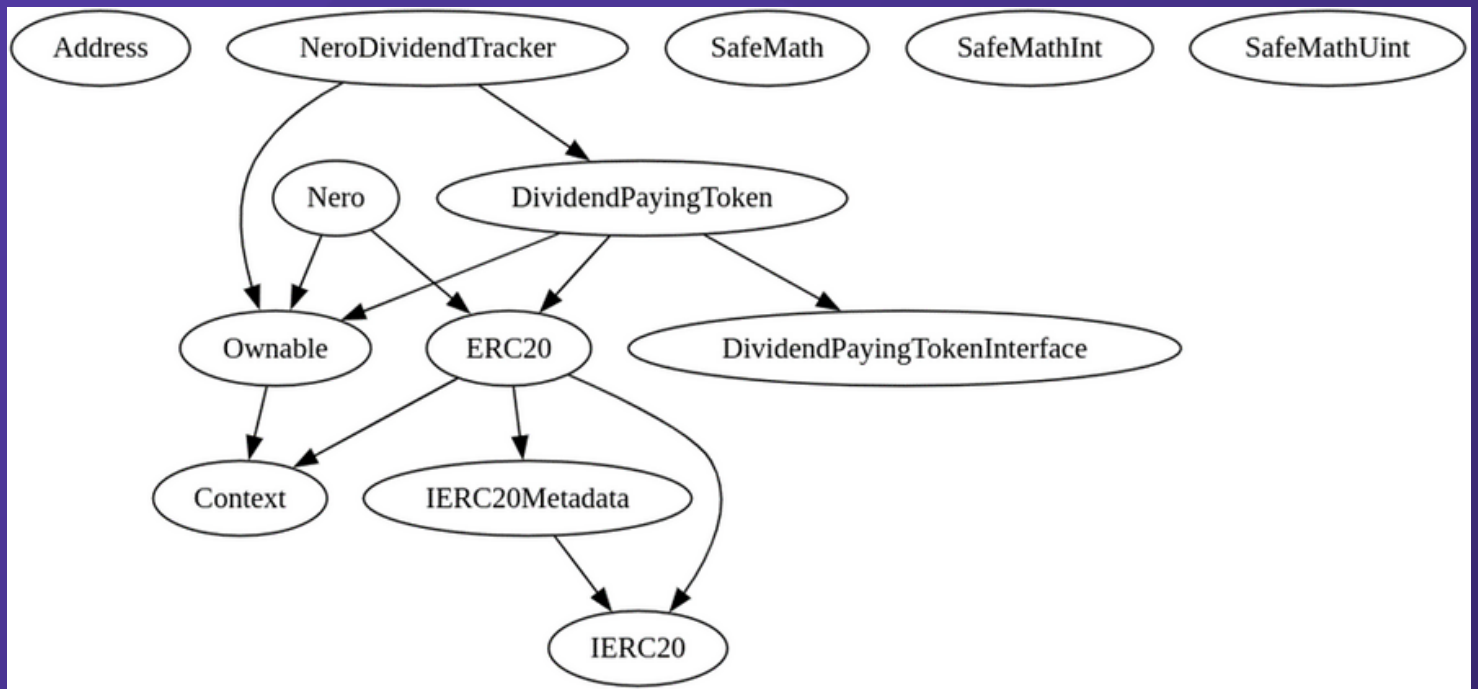 Address
NeroDividendTracker
SafeMath
SafeMathInt
SafeMathUint
Nero
DividendPayingToken
Ownable
ERC20
DividendPayingTokenInterface
Context
IERC20Metadata
IERC20